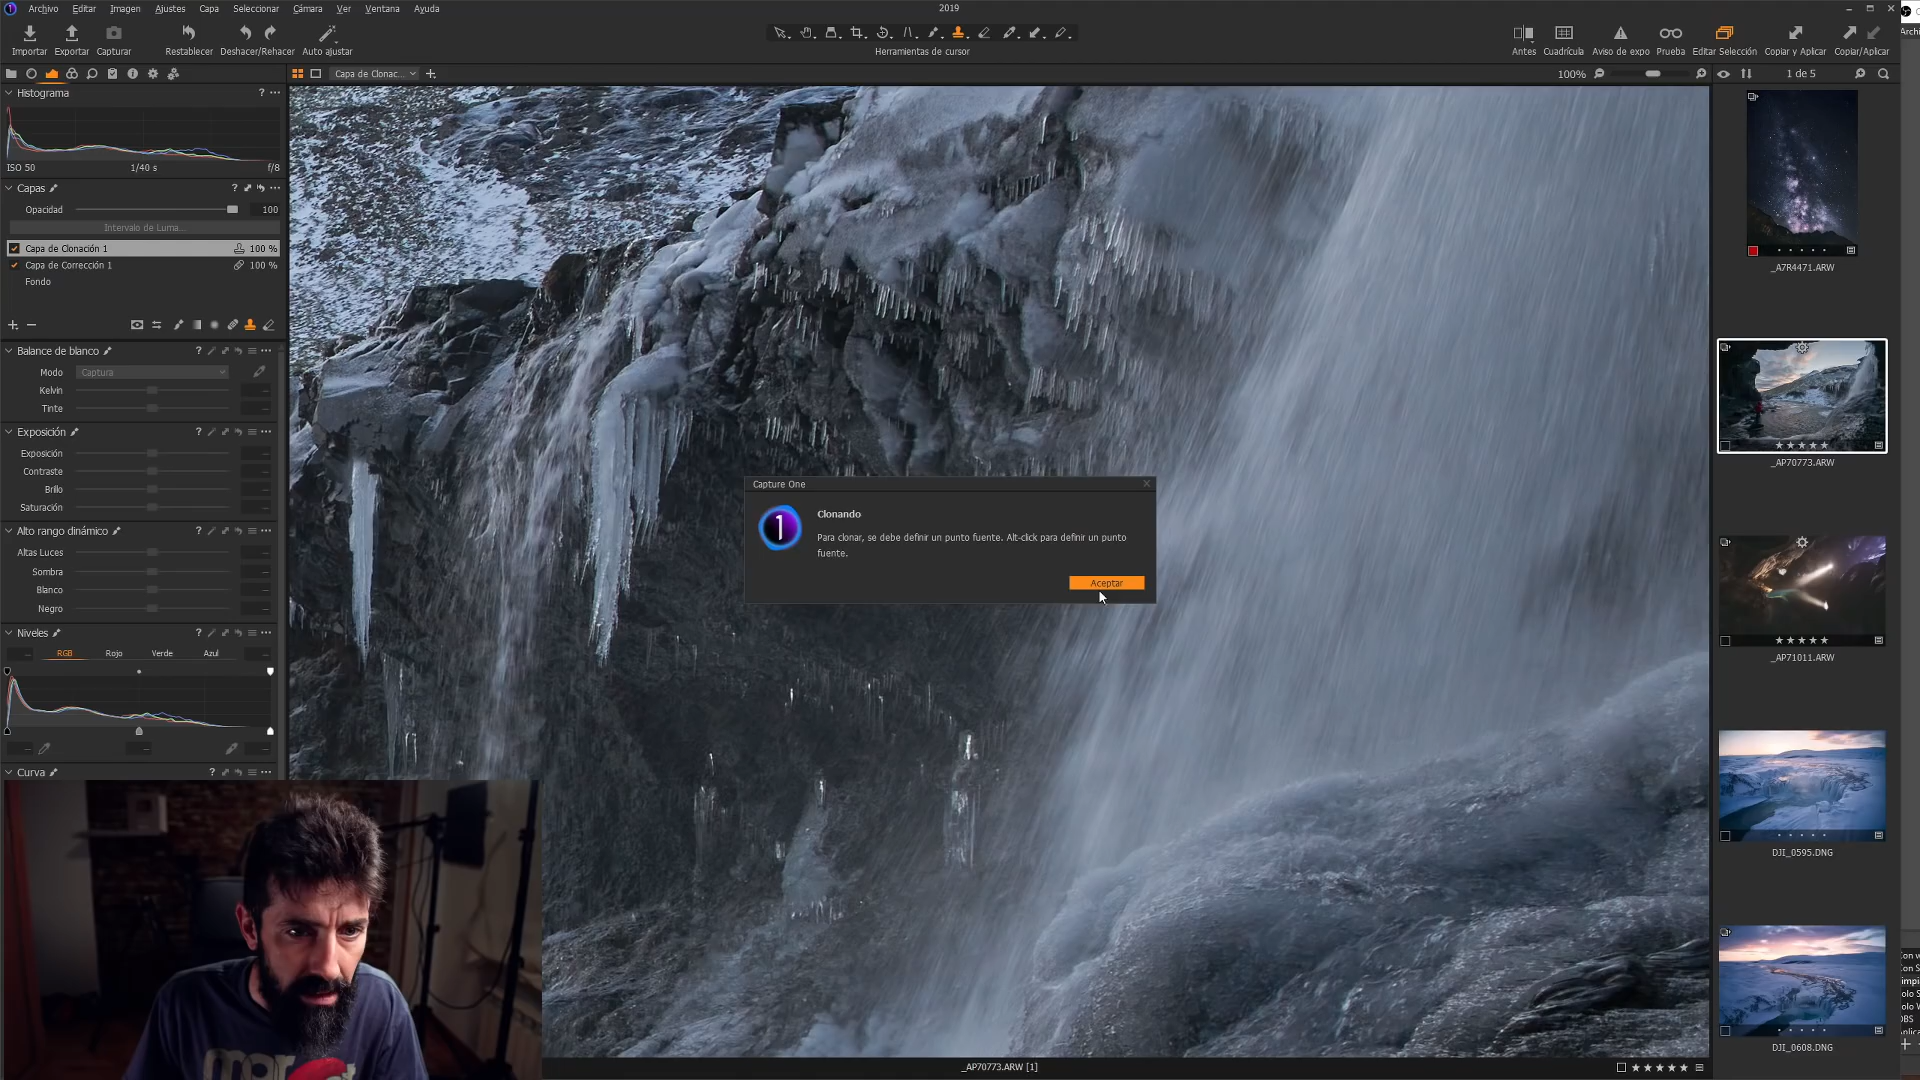 Archivo Editar Imagen Ajustes Capa Seleccionar Cámara Ver Ventana Ayuda
2019
Importar Exportar Capturar Restablecer Deshacer/Rehacer Auto ajustar
Herramientas de cursor
Antes Cuadrícula Aviso de expo Prueba Editar Selección Copiar y Aplicar Copiar/Aplicar
Capa de Clonac...
100%
1 de 5
Histograma
ISO 50 1/40 s f/8
Capas
Opacidad 100
Intervalo de Luma...
Capa de Clonación 1 100 %
Capa de Corrección 1 100 %
Fondo
Balance de blanco
Modo Captura
Kelvin
Tinte
Exposición
Exposición
Contraste
Brillo
Saturación
Alto rango dinámico
Altas Luces
Sombra
Blanco
Negro
Niveles
RGB Rojo Verde Azul
Curva
Capture One
Clonando
Para clonar, se debe definir un punto fuente. Alt-click para definir un punto
fuente.
Aceptar
_A7R4471.ARW
_AP70773.ARW
_AP71011.ARW
DJI_0595.DNG
DJI_0608.DNG
_AP70773.ARW [1]